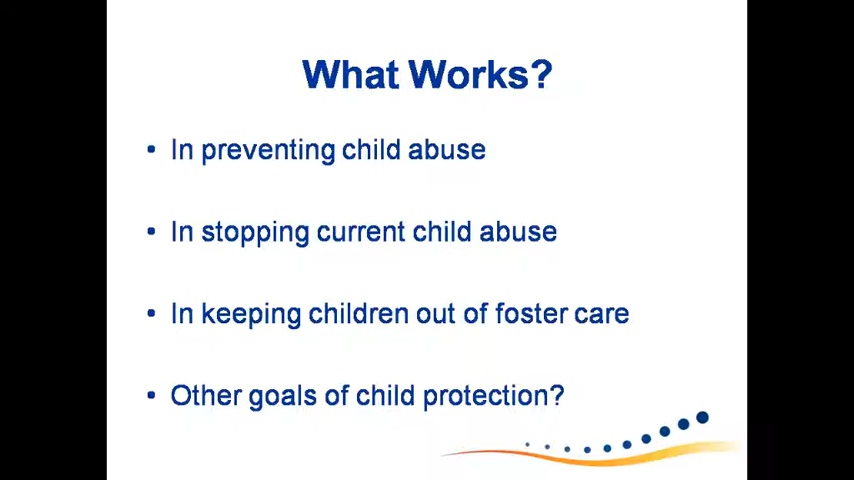 What Works?
• In preventing child abuse
• In stopping current child abuse
• In keeping children out of foster care
• Other goals of child protection?